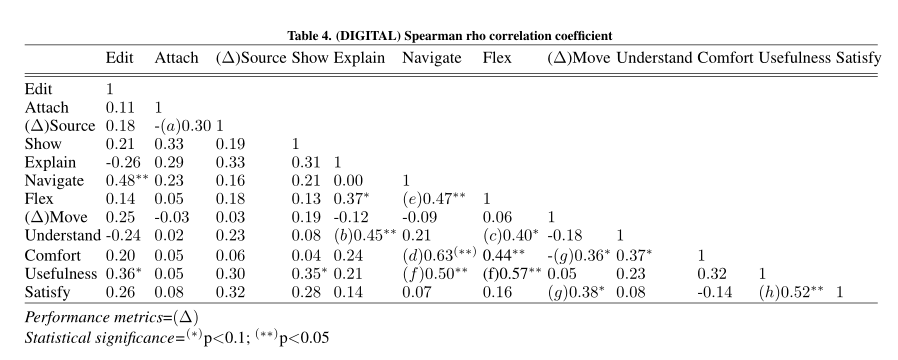 Table 4. (DIGITAL) Spearman rho correlation coefficient
Edit Attach (Δ)Source Show Explain Navigate Flex (Δ)Move Understand Comfort Usefulness Satisfy
Edit 1
Attach 0.11 1
(Δ)Source 0.18 -(a)0.30 1
Show 0.21 0.33 0.19 1
Explain -0.26 0.29 0.33 0.31 1
Navigate 0.48** 0.23 0.16 0.21 0.00 1
Flex 0.14 0.05 0.18 0.13 0.37* (e)0.47** 1
(Δ)Move 0.25 -0.03 0.03 0.19 -0.12 -0.09 0.06 1
Understand -0.24 0.02 0.23 0.08 (b)0.45** 0.21 (c)0.40* -0.18 1
Comfort 0.20 0.05 0.06 0.04 0.24 (d)0.63(**) 0.44** -(g)0.36* 0.37* 1
Usefulness 0.36* 0.05 0.30 0.35* 0.21 (f)0.50** (f)0.57** 0.05 0.23 0.32 1
Satisfy 0.26 0.08 0.32 0.28 0.14 0.07 0.16 (g)0.38* 0.08 -0.14 (h)0.52** 1
Performance metrics=(Δ)
Statistical significance=(*)p<0.1; (**)p<0.05